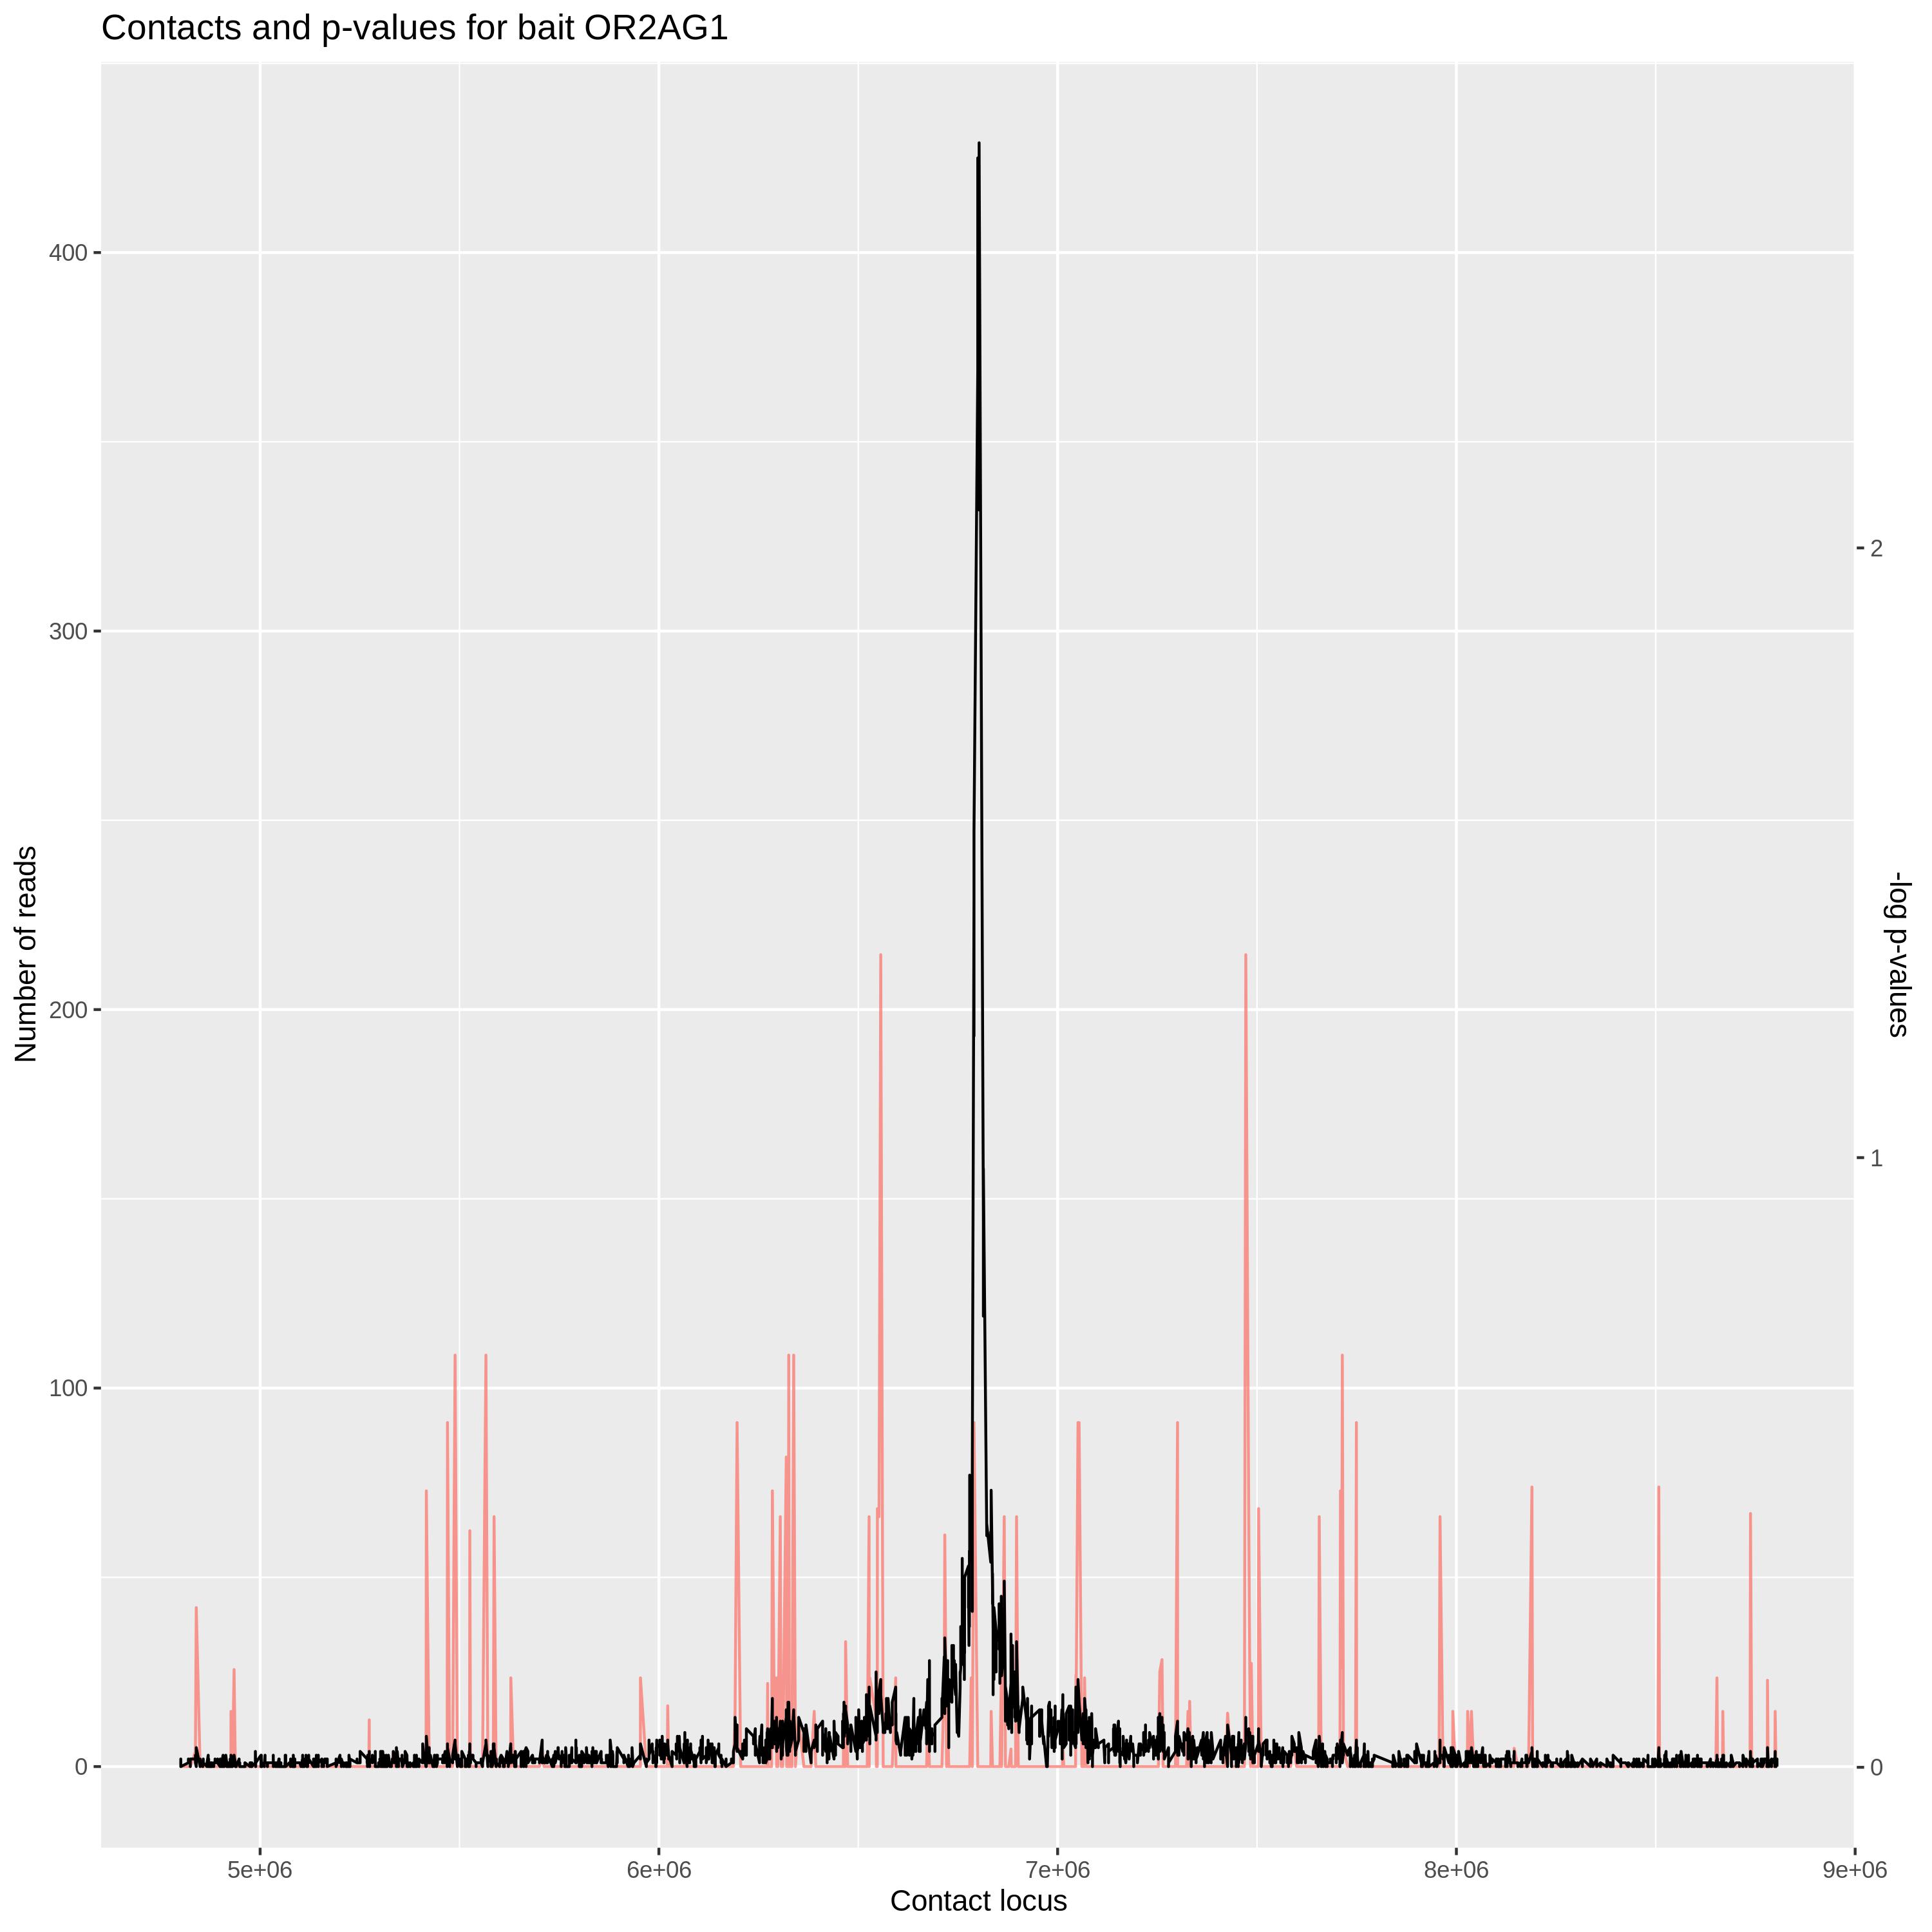 Contacts and p-values for bait OR2AG1
400
300
200
100
0
Number of reads
2
1
0
-log p-values
5e+06
6e+06
7e+06
8e+06
9e+06
Contact locus